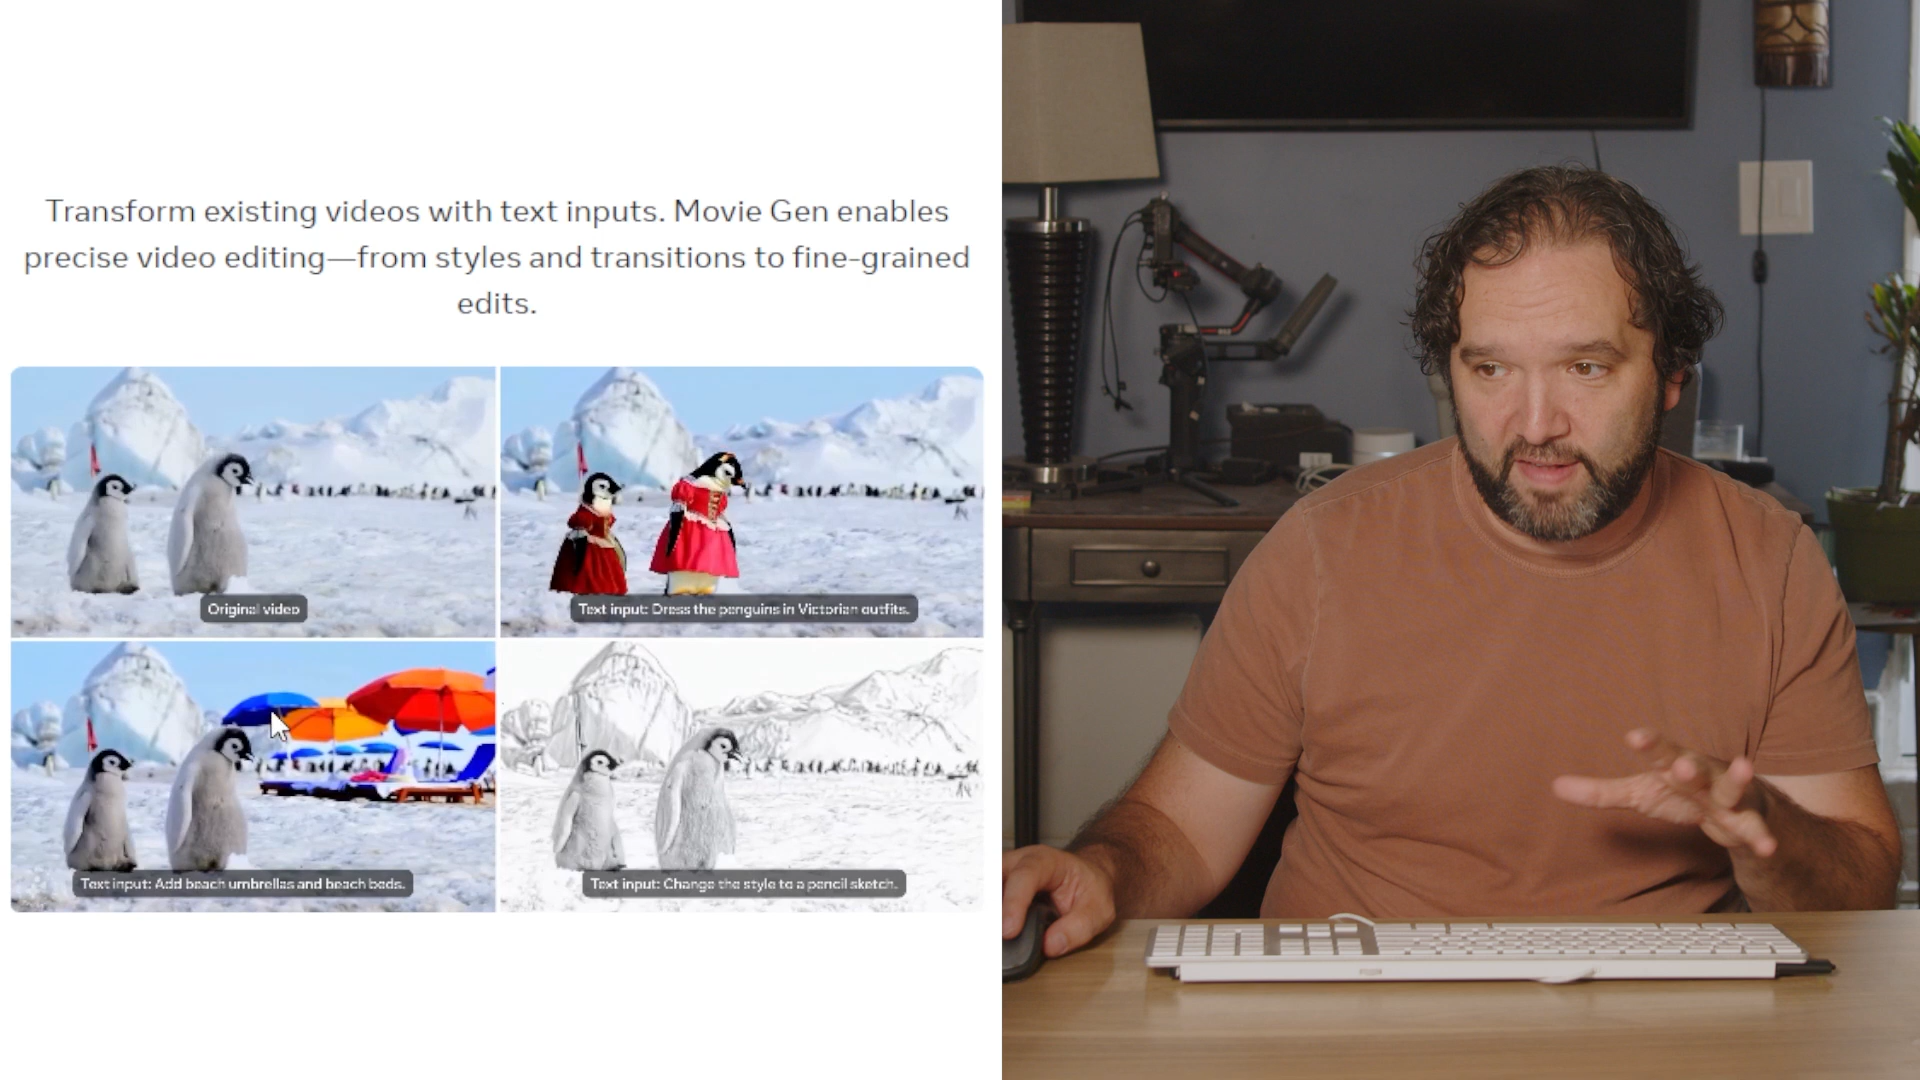 Transform existing videos with text inputs. Movie Gen enables
precise video editing—from styles and transitions to fine-grained
edits.
Original video
Text input: Dress the penguins in Victorian outfits.
Text input: Add beach umbrellas and beach beds.
Text input: Change the style to a pencil sketch.